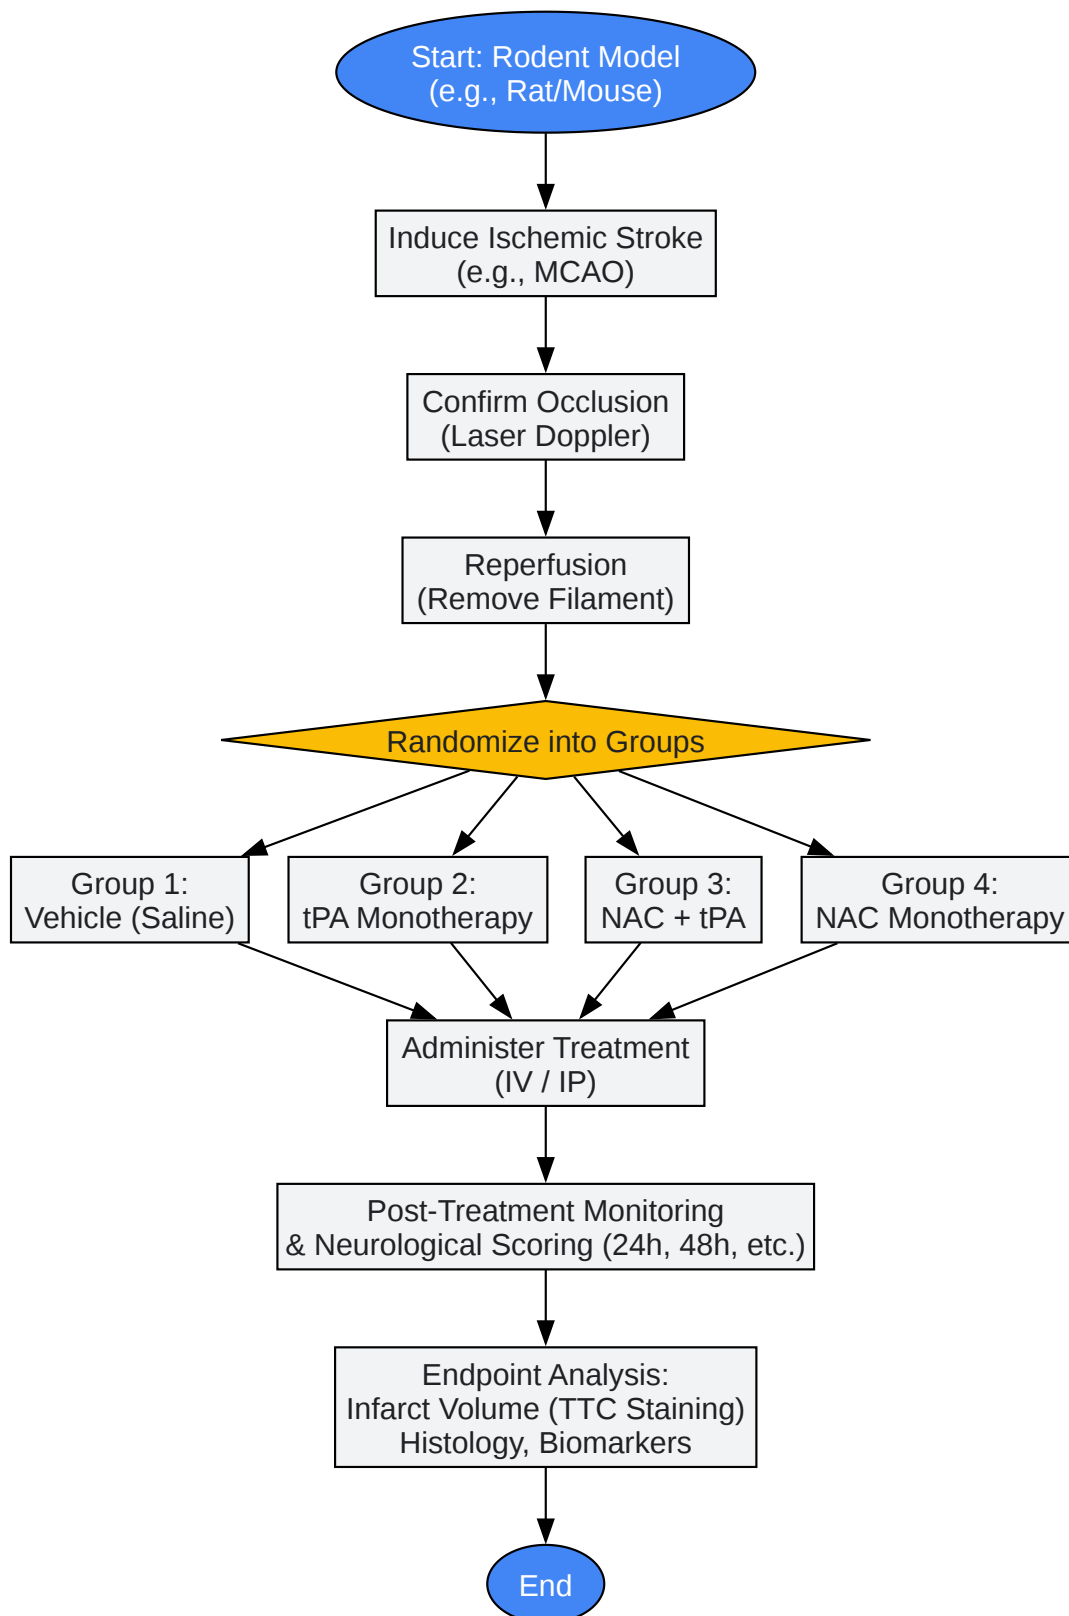 Start: Rodent Model
(e.g., Rat/Mouse)
Induce Ischemic Stroke
(e.g., MCAO)
Confirm Occlusion
(Laser Doppler)
Reperfusion
(Remove Filament)
Randomize into Groups
Group 1:
Vehicle (Saline)
Group 2:
tPA Monotherapy
Group 3:
NAC + tPA
Group 4:
NAC Monotherapy
Administer Treatment
(IV / IP)
Post-Treatment Monitoring
& Neurological Scoring (24h, 48h, etc.)
Endpoint Analysis:
Infarct Volume (TTC Staining)
Histology, Biomarkers
End